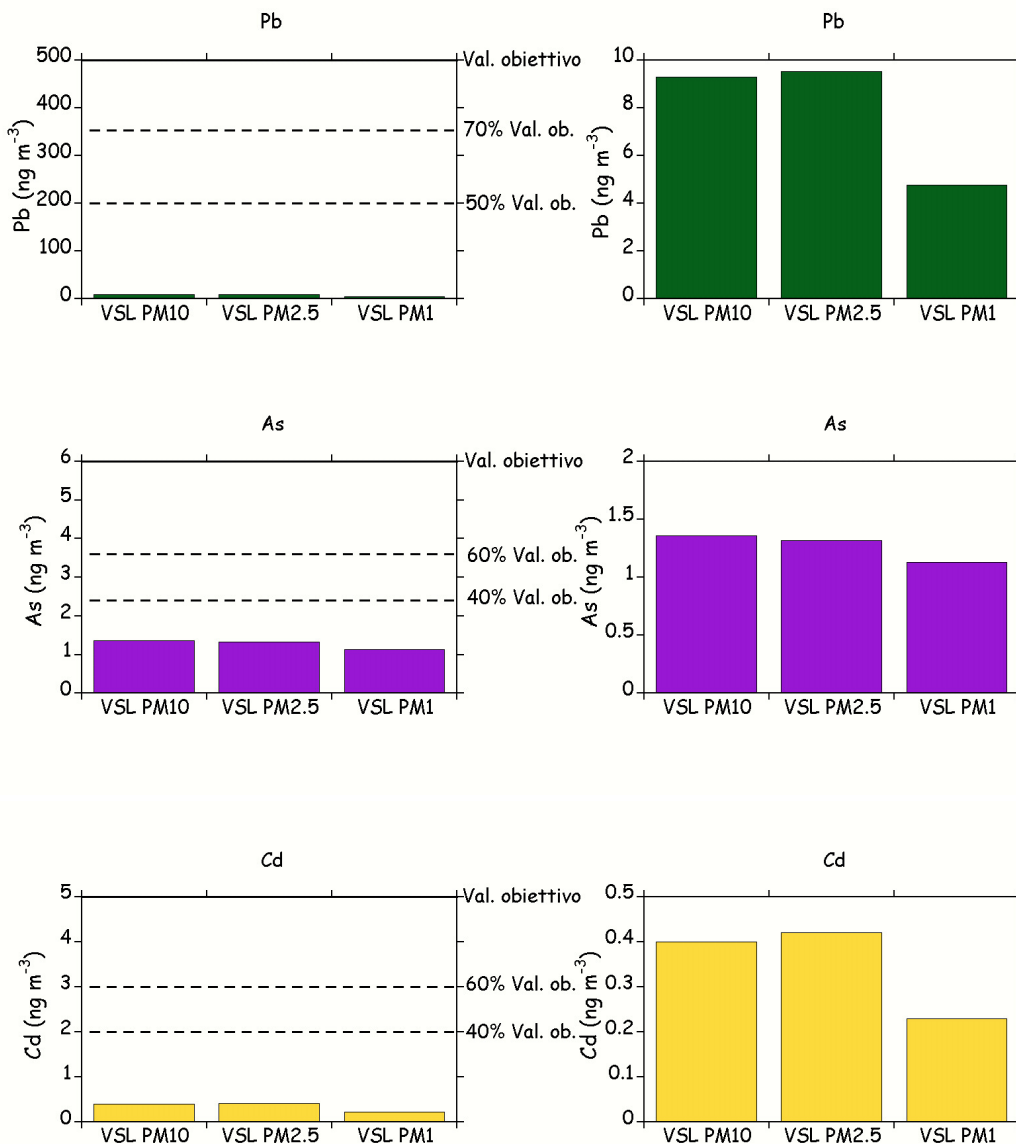 Pb
500
400
300
200
100
0
Pb (ng m⁻³)
Val. obiettivo
70% Val. ob.
50% Val. ob.
VSL PM10 VSL PM2.5 VSL PM1
Pb
10
8
6
4
2
0
Pb (ng m⁻³)
VSL PM10 VSL PM2.5 VSL PM1
As
6
5
4
3
2
1
0
As (ng m⁻³)
Val. obiettivo
60% Val. ob.
40% Val. ob.
VSL PM10 VSL PM2.5 VSL PM1
As
2
1.5
1
0.5
0
As (ng m⁻³)
VSL PM10 VSL PM2.5 VSL PM1
Cd
5
4
3
2
1
0
Cd (ng m⁻³)
Val. obiettivo
60% Val. ob.
40% Val. ob.
VSL PM10 VSL PM2.5 VSL PM1
Cd
0.5
0.4
0.3
0.2
0.1
0
Cd (ng m⁻³)
VSL PM10 VSL PM2.5 VSL PM1